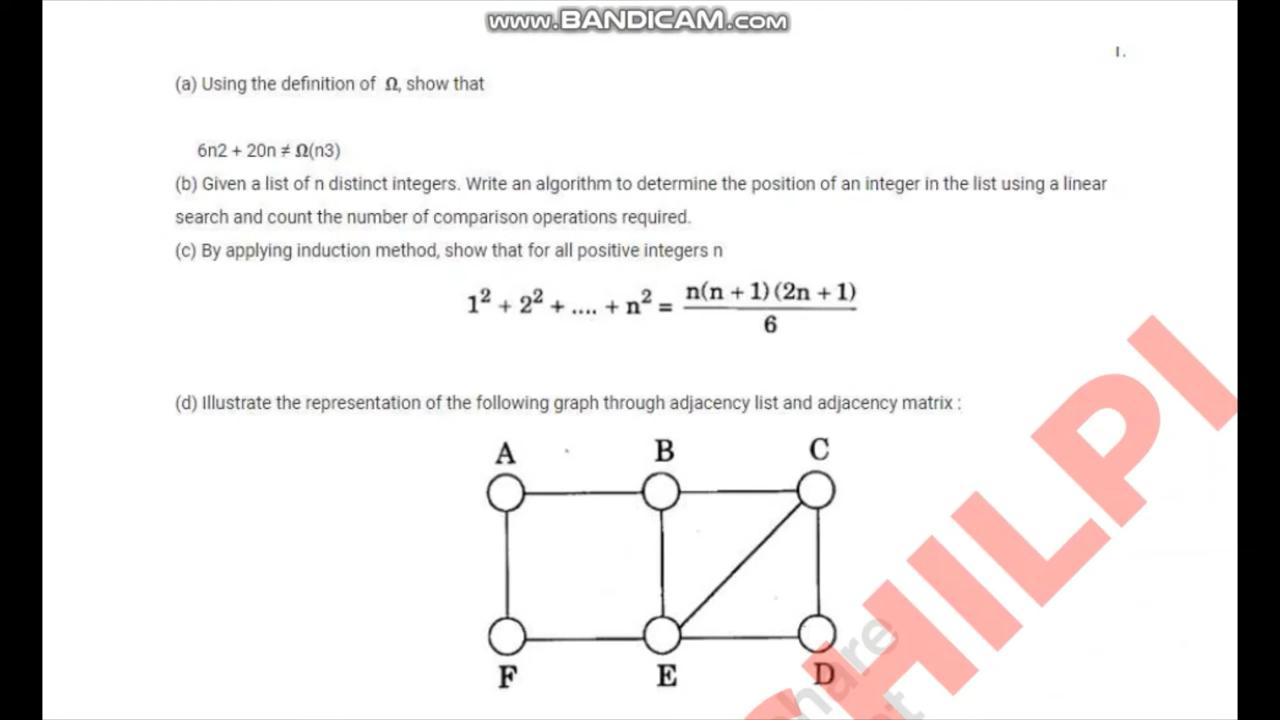 www.BANDICAM.com
1.
(a) Using the definition of Ω, show that
6n2 + 20n ≠ Ω(n3)
(b) Given a list of n distinct integers. Write an algorithm to determine the position of an integer in the list using a linear
search and count the number of comparison operations required.
(c) By applying induction method, show that for all positive integers n
1² + 2² + .... + n² = n(n + 1) (2n + 1)
6
(d) Illustrate the representation of the following graph through adjacency list and adjacency matrix :
A B C
F E D
HILPI